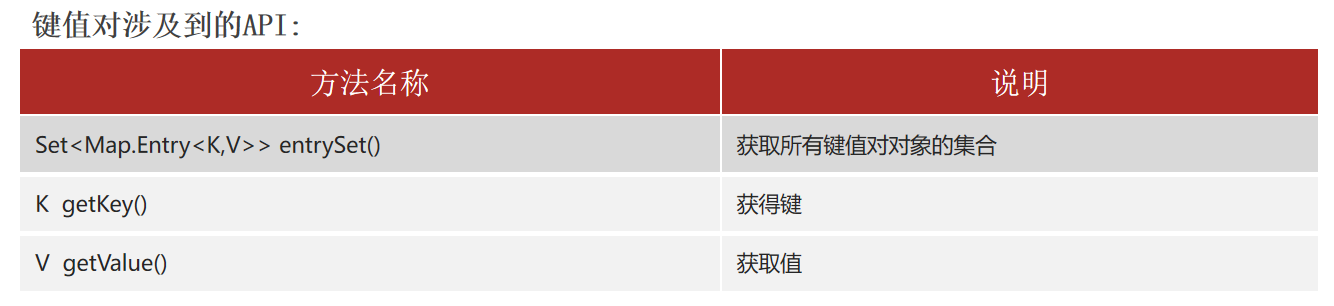 键值对涉及到的API:
方法名称 说明
Set<Map.Entry<K,V>> entrySet() 获取所有键值对对象的集合
K getKey() 获得键
V getValue() 获取值